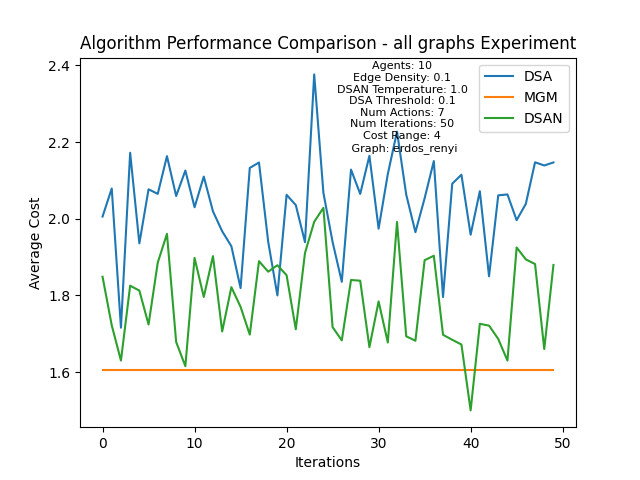 Algorithm Performance Comparison - all graphs Experiment
Agents: 10
Edge Density: 0.1
DSAN Temperature: 1.0
DSA Threshold: 0.1
Num Actions: 7
Num Iterations: 50
Cost Range: 4
Graph: erdos_renyi
DSA
MGM
DSAN
Average Cost
2.4
2.2
2.0
1.8
1.6
0 10 20 30 40 50
Iterations